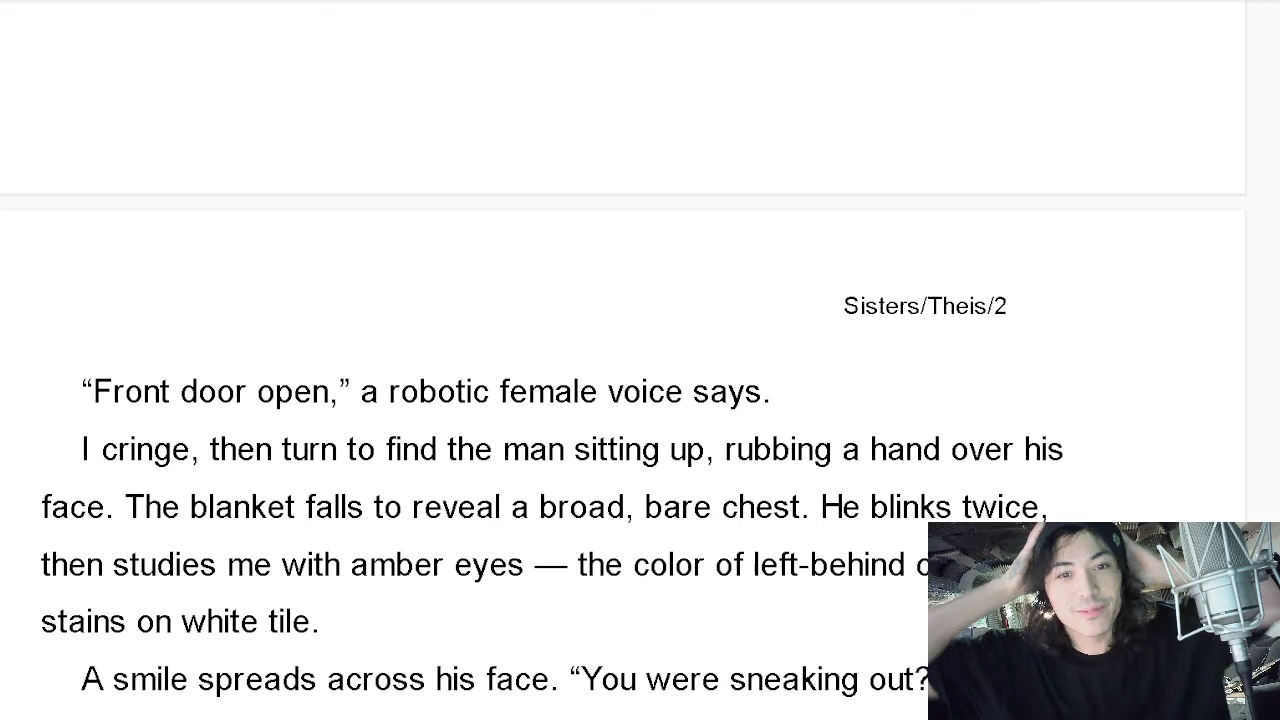 Sisters/Theis/2
“Front door open,” a robotic female voice says.
I cringe, then turn to find the man sitting up, rubbing a hand over his
face. The blanket falls to reveal a broad, bare chest. He blinks twice,
then studies me with amber eyes — the color of left-behind
stains on white tile.
A smile spreads across his face. “You were sneaking out?